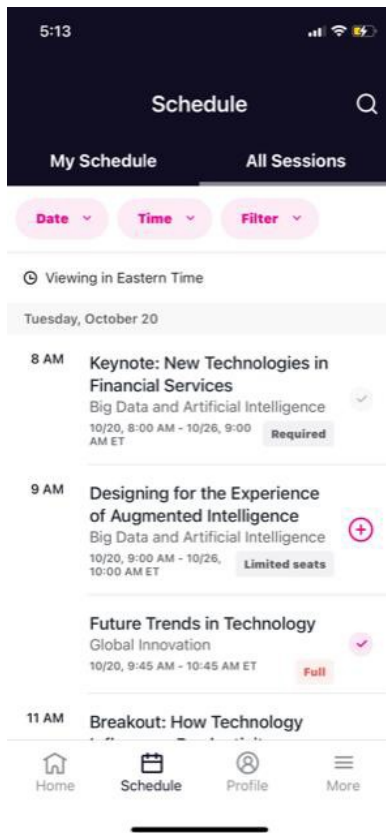 5:13
Schedule
My Schedule All Sessions
Date Time Filter
Viewing in Eastern Time
Tuesday, October 20
8 AM Keynote: New Technologies in
Financial Services
Big Data and Artificial Intelligence
10/20, 8:00 AM - 10/26, 9:00
AM ET
Required
9 AM Designing for the Experience
of Augmented Intelligence
Big Data and Artificial Intelligence
10/20, 9:00 AM - 10/26,
10:00 AM ET
Limited seats
Future Trends in Technology
Global Innovation
10/20, 9:45 AM - 10:45 AM ET
Full
11 AM Breakout: How Technology
Home Schedule Profile More